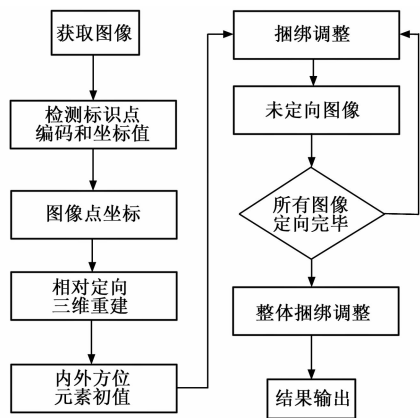 获取图像
检测标识点
编码和坐标值
图像点坐标
相对定向
三维重建
内外方位
元素初值
捆绑调整
未定向图像
所有图像
定向完毕
整体捆绑调整
结果输出